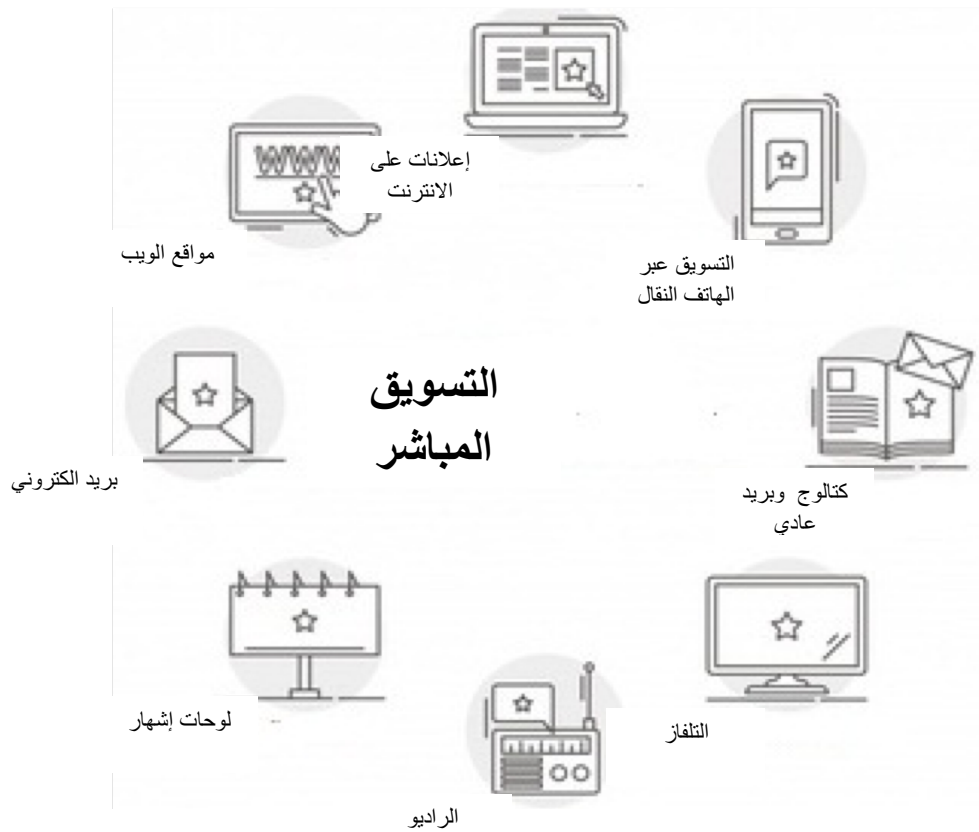 إعلانات على
الانترنت
WWW
مواقع الويب
التسويق عبر
الهاتف النقال
التسويق
المباشر
بريد الكتروني
كتالوج وبريد
عادي
لوحات إشهار
التلفاز
الراديو